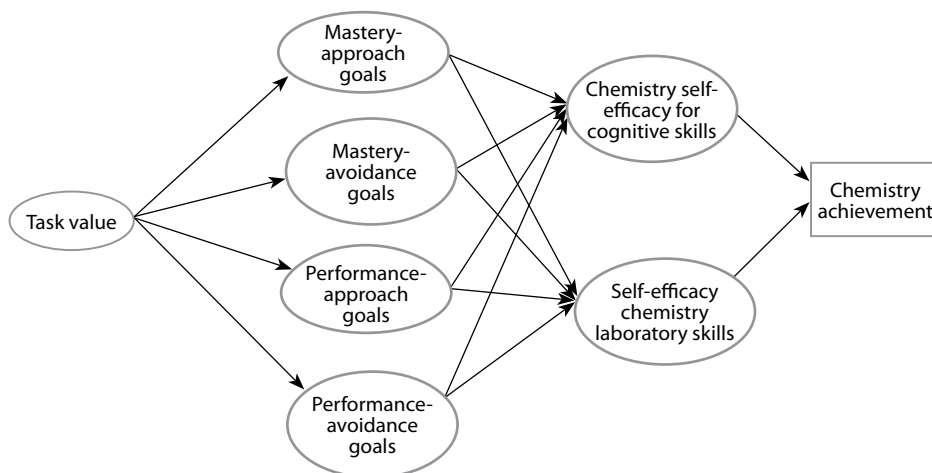 Mastery-
approach
goals
Chemistry self-
efficacy for
cognitive skills
Mastery-
avoidance
goals
Chemistry
achievement
Task value
Performance-
approach
goals
Self-efficacy
chemistry
laboratory skills
Performance-
avoidance
goals